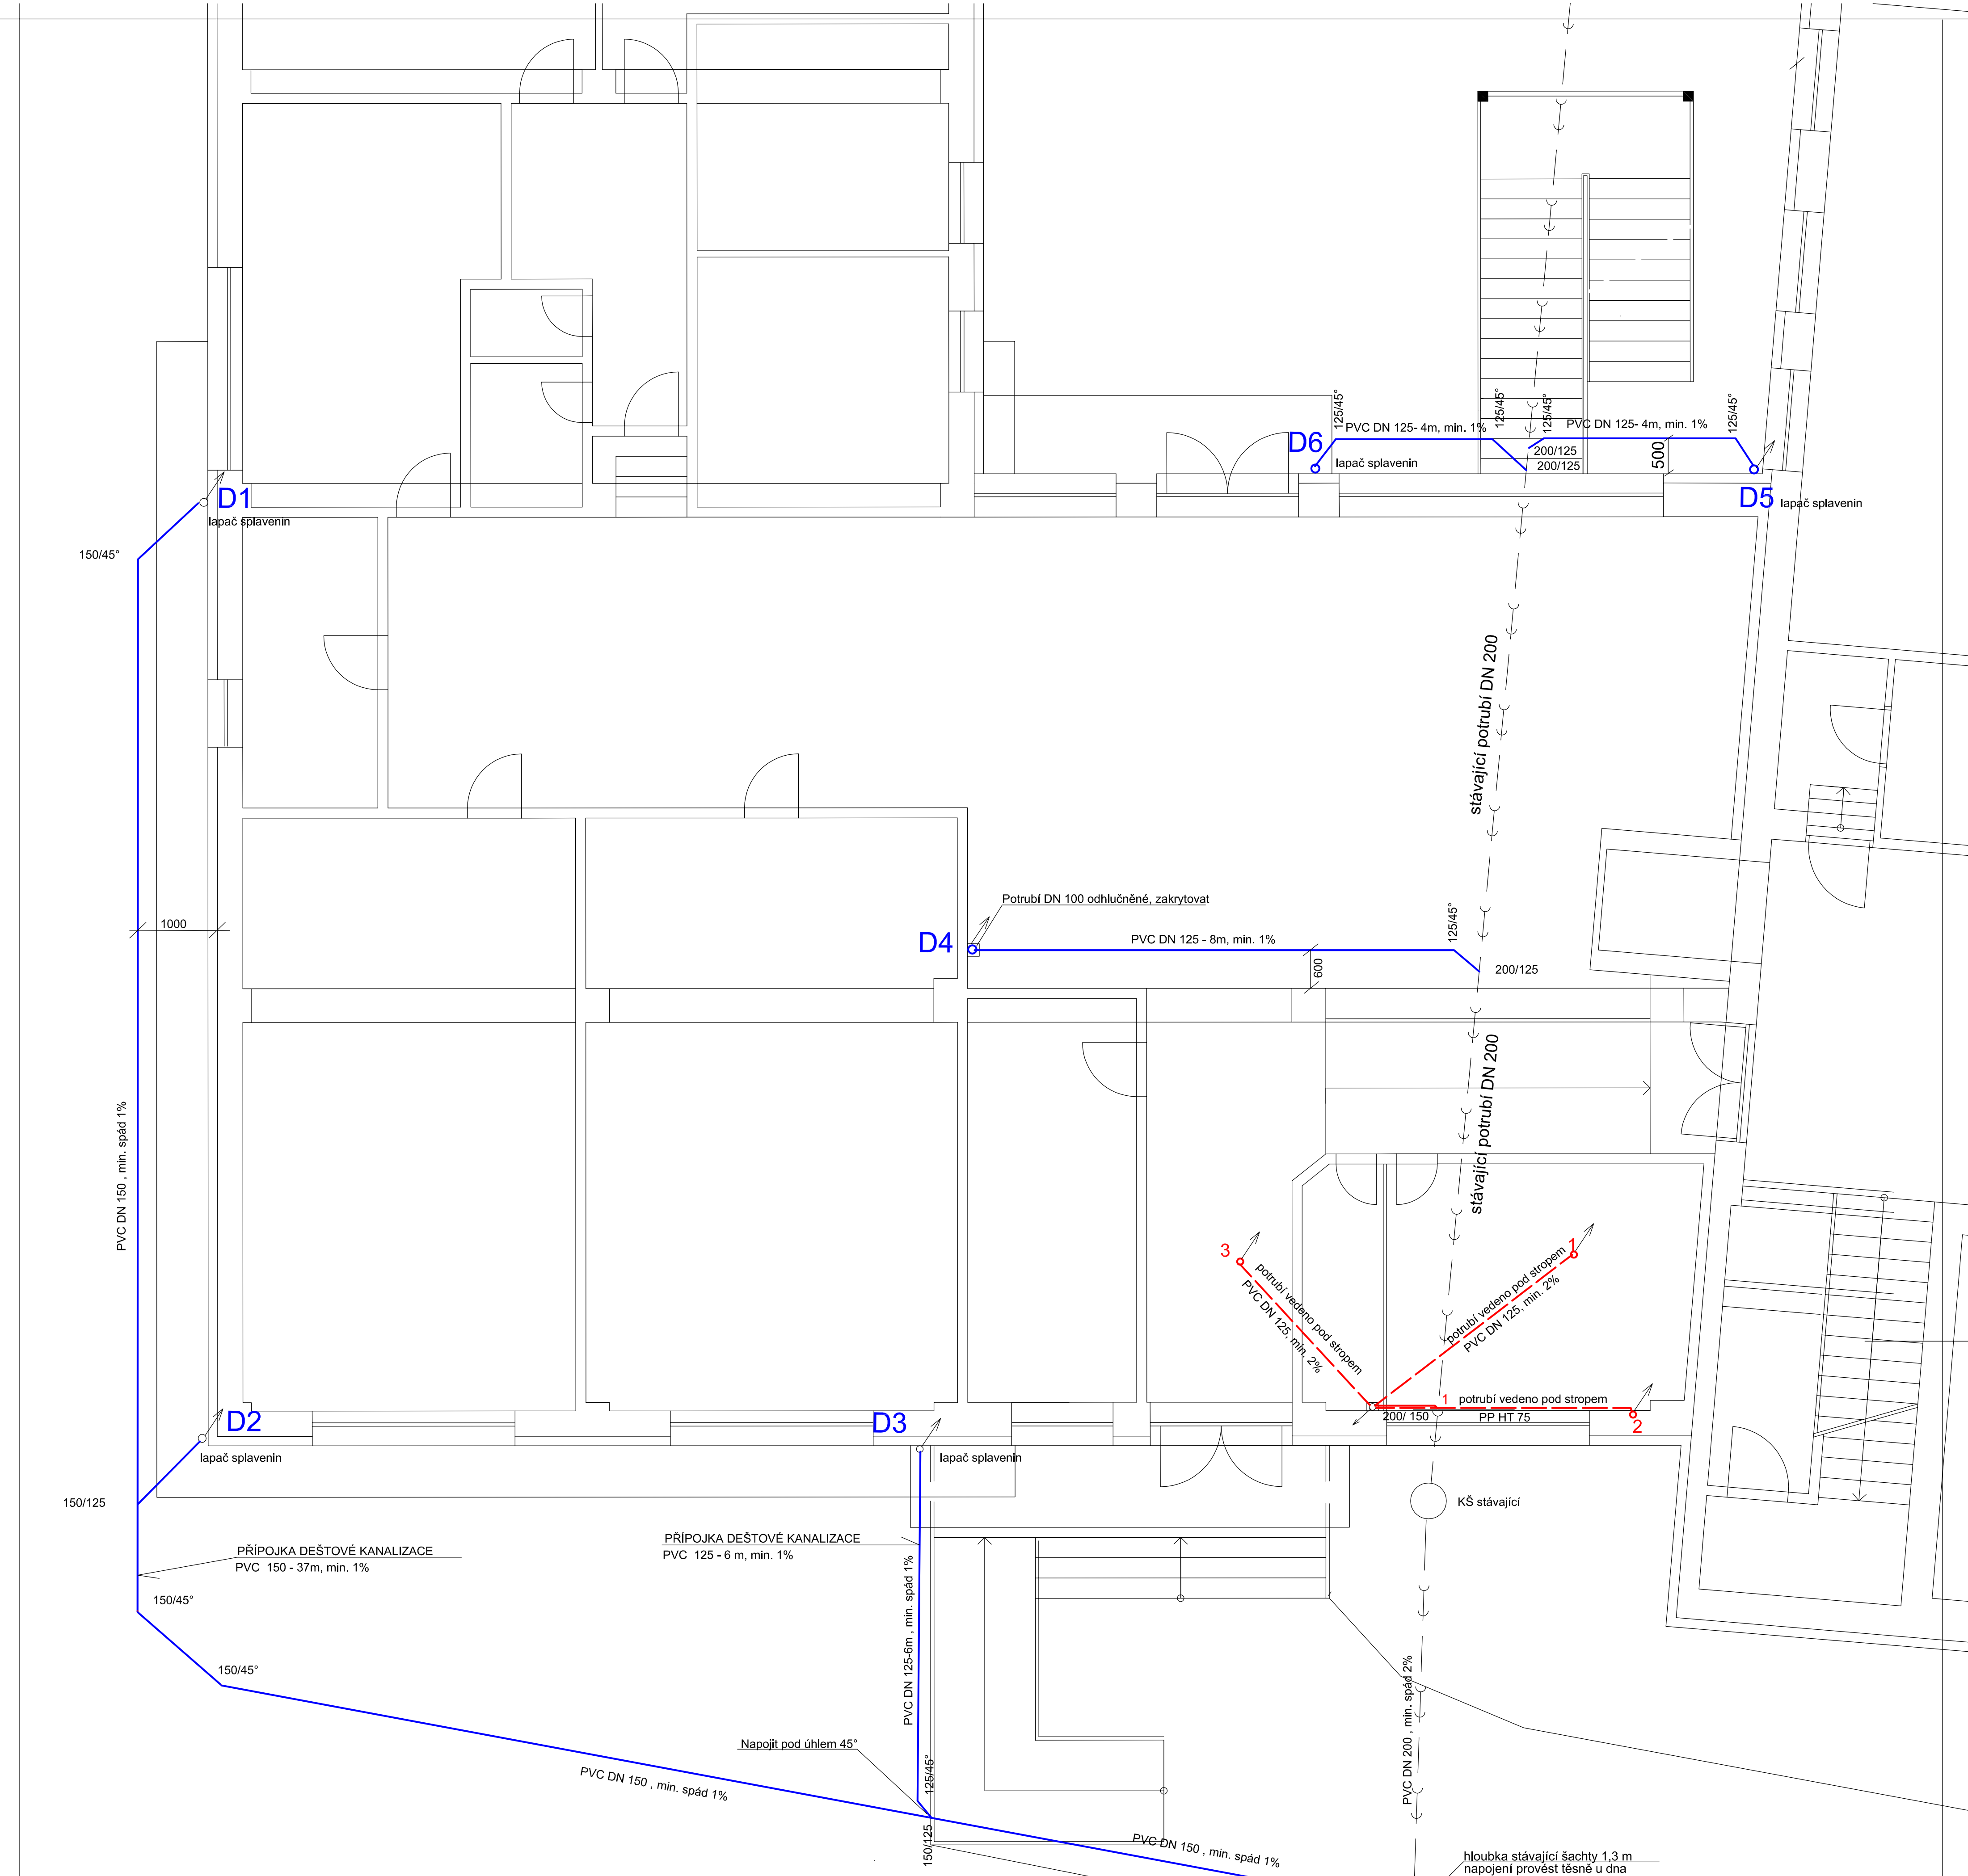 125/45°
125/45°
125/45°
125/45°
PVC DN 125- 4m, min. 1%
PVC DN 125- 4m, min. 1%
D6
lapač splavenin
200/125
200/125
500
D5
lapač splavenin
D1
lapač splavenin
150/45°
stávající potrubí DN 200
Potrubí DN 100 odhlučněné, zakrytovat
1000
D4
PVC DN 125 - 8m, min. 1%
125/45°
600
200/125
stávající potrubí DN 200
PVC DN 150 , min. spád 1%
3
1
potrubí vedeno pod stropem
PVC DN 125, min. 2%
potrubí vedeno pod stropem
PVC DN 125, min. 2%
1
potrubí vedeno pod stropem
200/ 150
PP HT 75
2
D2
D3
lapač splavenin
lapač splavenin
150/125
KŠ stávající
PŘÍPOJKA DEŠTOVÉ KANALIZACE
PVC  150 - 37m, min. 1%
PŘÍPOJKA DEŠTOVÉ KANALIZACE
PVC  125 - 6 m, min. 1%
150/45°
PVC DN 125-6m , min. spád 1%
150/45°
PVC DN 200 , min. spád 2%
Napojit pod úhlem 45°
125/45°
PVC DN 150 , min. spád 1%
150/125
PVC DN 150 , min. spád 1%
hloubka stávající šachty 1,3 m
napojení provést těsně u dna